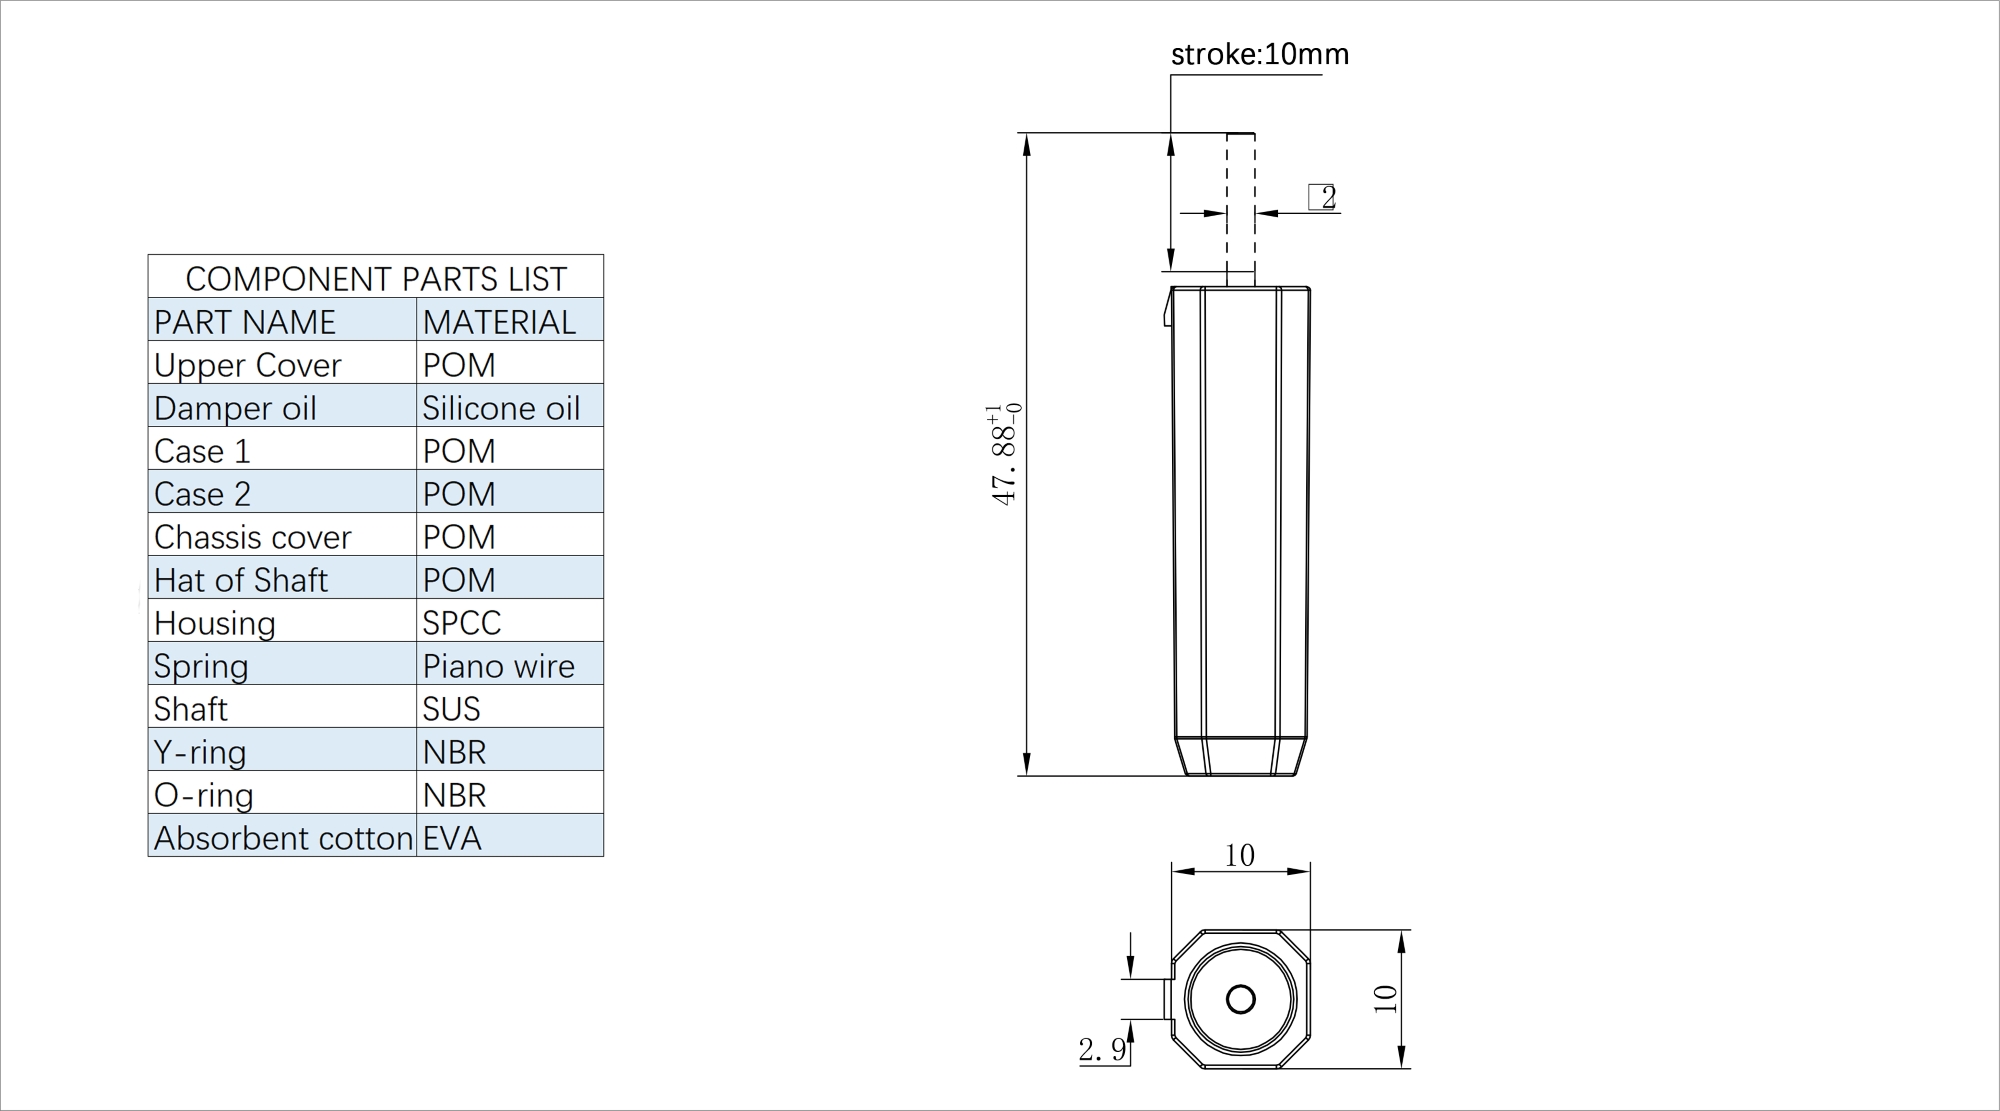 stroke:10mm
□2
47.88 +1 -0
COMPONENT PARTS LIST
PART NAME MATERIAL
Upper Cover POM
Damper oil Silicone oil
Case 1 POM
Case 2 POM
Chassis cover POM
Hat of Shaft POM
Housing SPCC
Spring Piano wire
Shaft SUS
Y-ring NBR
O-ring NBR
Absorbent cotton EVA
10
10
2.9